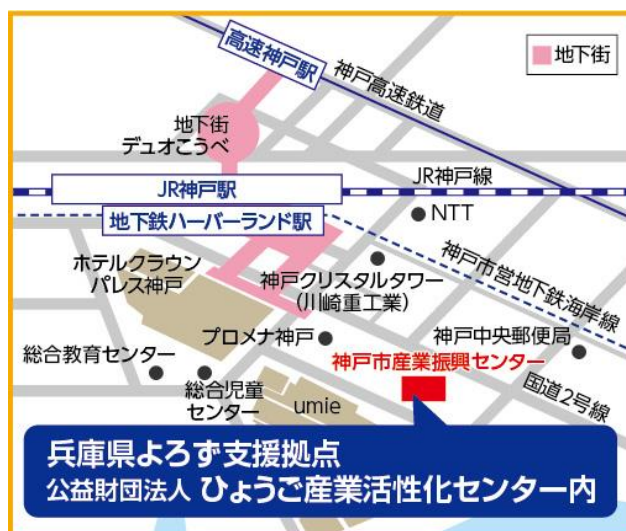 高速神戸駅
神戸高速鉄道
地下街
地下街
デュオこうべ
JR神戸駅
JR神戸線
地下鉄ハーバーランド駅
NTT
ホテルクラウン
パレス神戸
神戸クリスタルタワー
(川崎重工業)
神戸市営地下鉄海岸線
プロメナ神戸
神戸中央郵便局
総合教育センター
神戸市産業振興センター
総合児童
センター
umie
国道2号線
兵庫県よろず支援拠点
公益財団法人 ひょうご産業活性化センター内